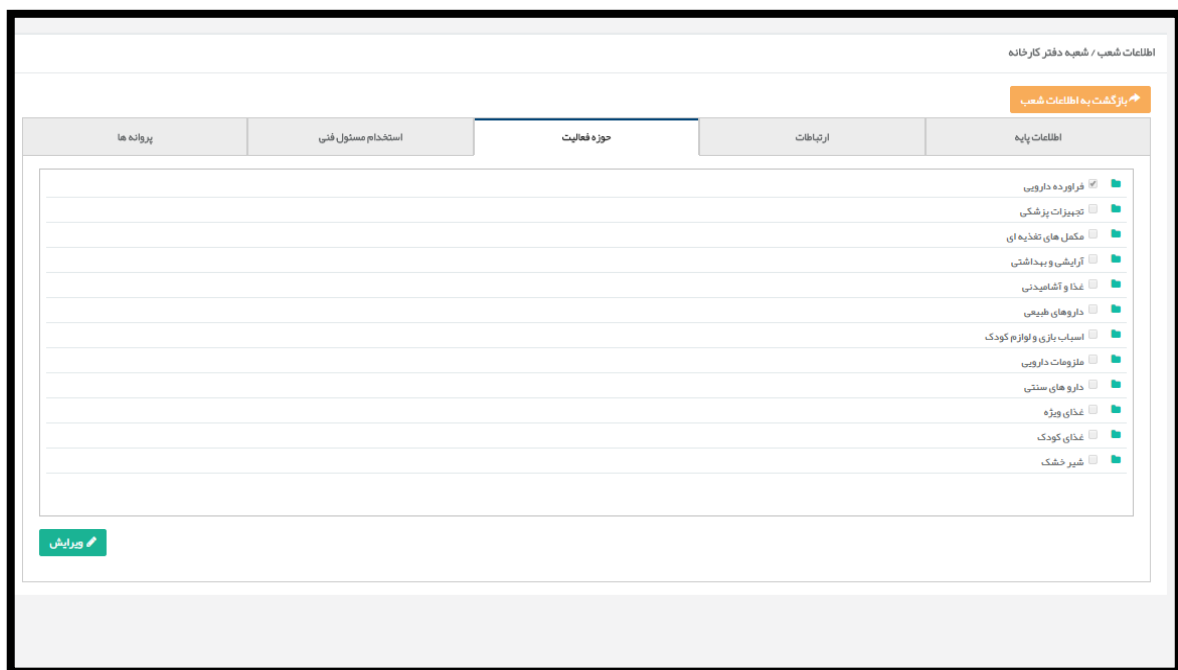 اطلاعات شعب / شعبه دفتر کارخانه
بازگشت به اطلاعات شعب
اطلاعات پایه ارتباطات حوزه فعالیت استخدام مسئول فنی پروانه ها
فراورده دارویی
تجهیزات پزشکی
مکمل های تغذیه ای
آرایشی و بهداشتی
غذا و آشامیدنی
داروهای طبیعی
اسباب بازی و لوازم کودک
ملزومات دارویی
دارو های سنتی
غذای ویژه
غذای کودک
شیر خشک
ویرایش